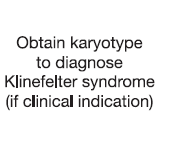 Obtain karyotype
to diagnose
Klinefelter syndrome
(if clinical indication)